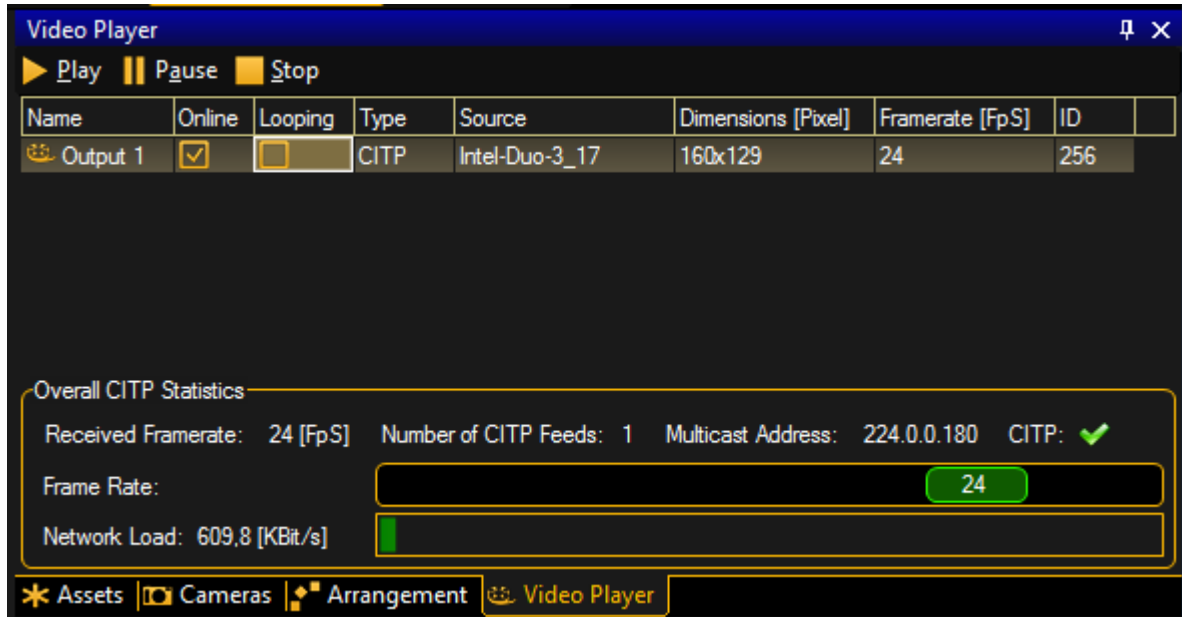 Video Player
Play Pause Stop
Name Online Looping Type Source Dimensions [Pixel] Framerate [FpS] ID
Output 1 CITP Intel-Duo-3_17 160x129 24 256
Overall CITP Statistics
Received Framerate: 24 [FpS] Number of CITP Feeds: 1 Multicast Address: 224.0.0.180 CITP:
Frame Rate: 24
Network Load: 609,8 [KBit/s]
Assets Cameras Arrangement Video Player